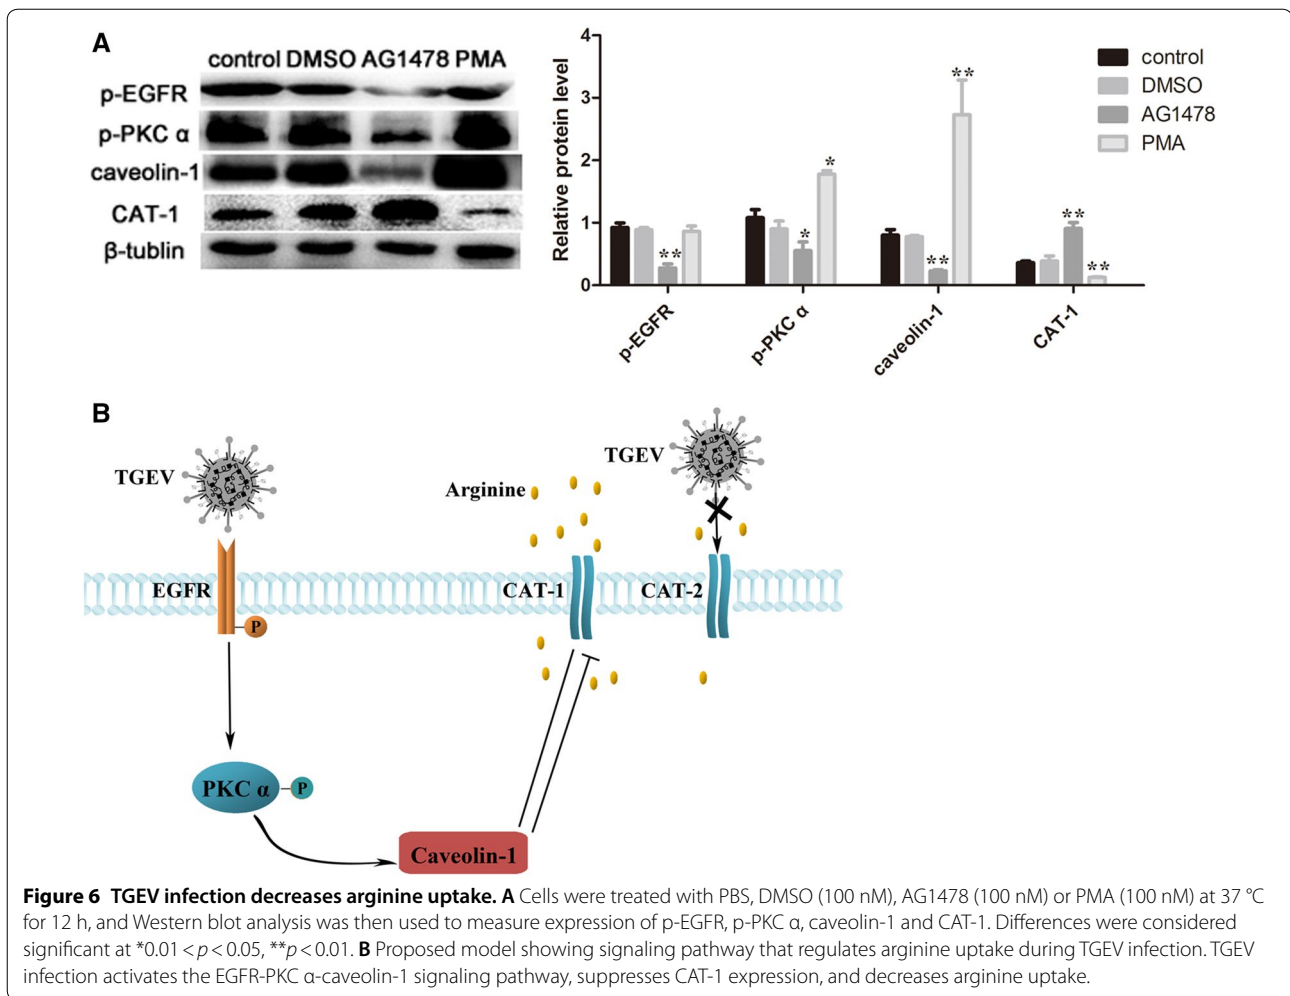 A
control DMSO AG1478 PMA
p-EGFR
p-PKC α
caveolin-1
CAT-1
β-tublin
Relative protein level
4
3
2
1
0
**
*
*
**
**
**
**
p-EGFR
p-PKC α
caveolin-1
CAT-1
control
DMSO
AG1478
PMA
B
TGEV
TGEV
Arginine
EGFR
CAT-1
CAT-2
P
PKC α
P
Caveolin-1
Figure 6 TGEV infection decreases arginine uptake. A Cells were treated with PBS, DMSO (100 nM), AG1478 (100 nM) or PMA (100 nM) at 37 °C
for 12 h, and Western blot analysis was then used to measure expression of p-EGFR, p-PKC α, caveolin-1 and CAT-1. Differences were considered
significant at *0.01 < p < 0.05, **p < 0.01. B Proposed model showing signaling pathway that regulates arginine uptake during TGEV infection. TGEV
infection activates the EGFR-PKC α-caveolin-1 signaling pathway, suppresses CAT-1 expression, and decreases arginine uptake.